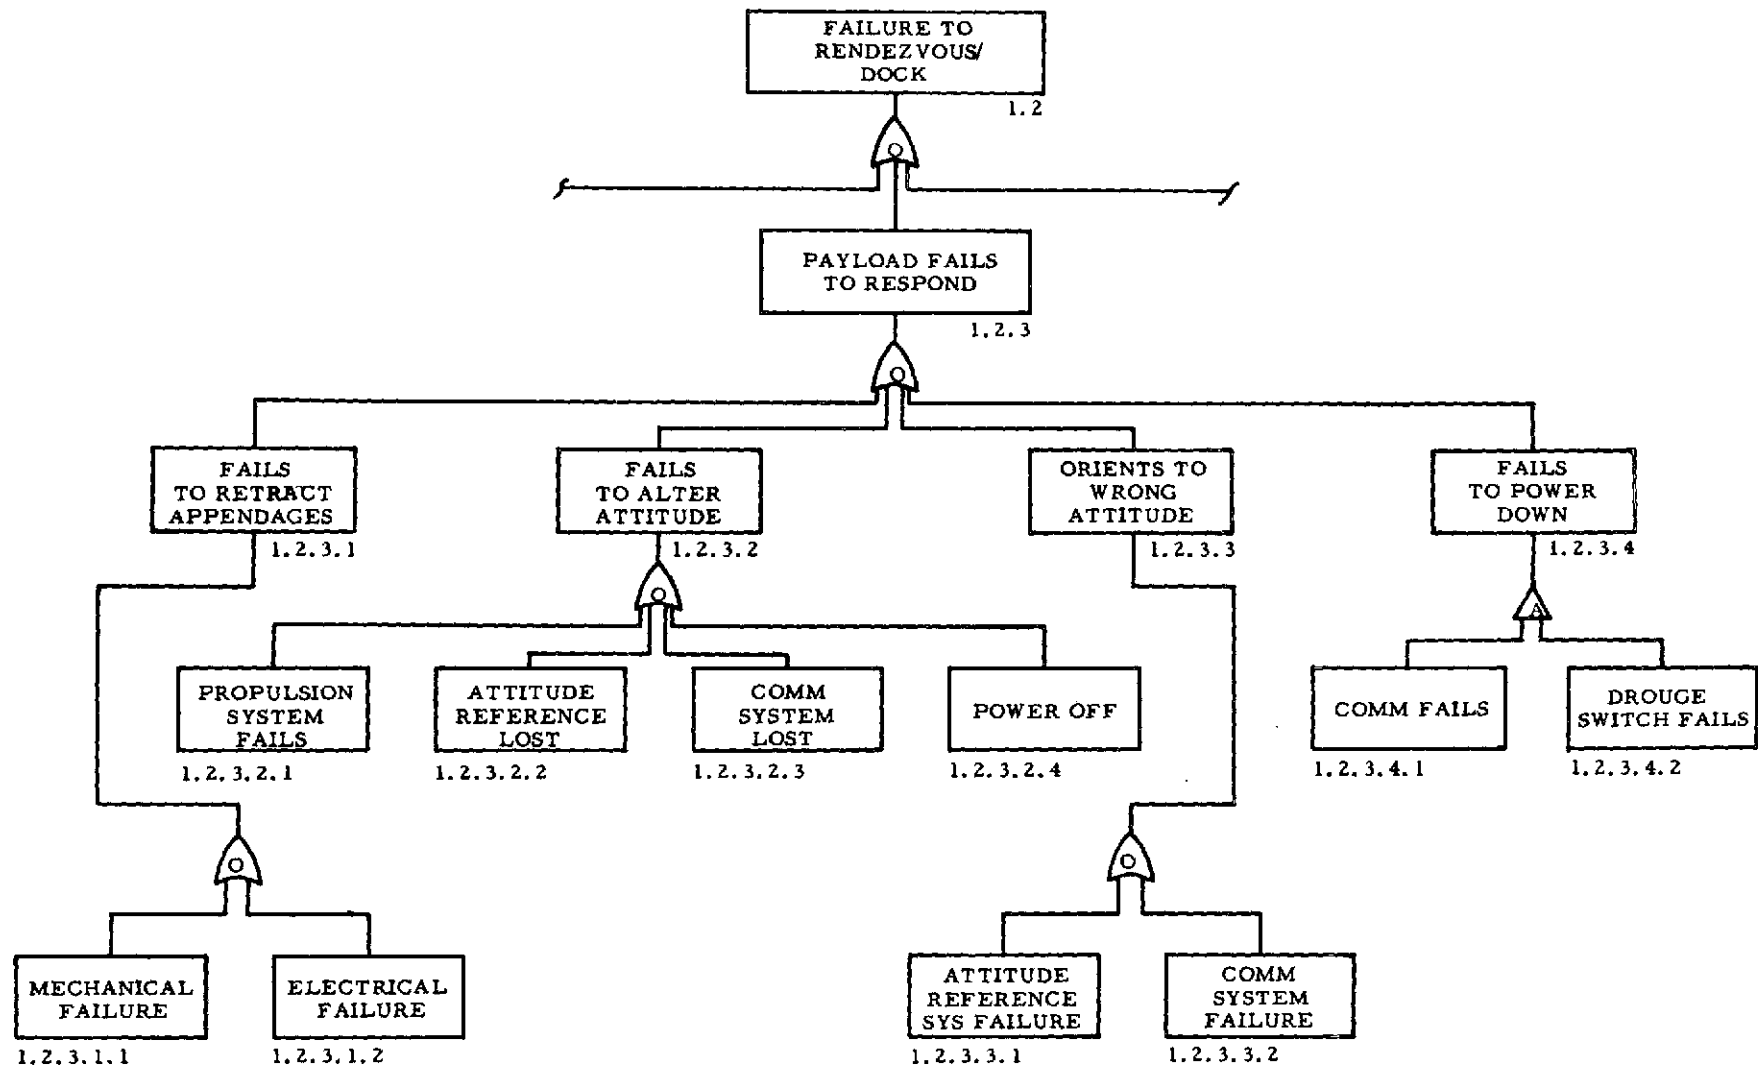 FAILURE TO
RENDEZVOUS/
DOCK
1.2
O
PAYLOAD FAILS
TO RESPOND
1.2.3
O
FAILS
TO RETRACT
APPENDAGES
1.2.3.1
FAILS
TO ALTER
ATTITUDE
1.2.3.2
ORIENTS TO
WRONG
ATTITUDE
1.2.3.3
FAILS
TO POWER
DOWN
1.2.3.4
O
A
PROPULSION
SYSTEM
FAILS
1.2.3.2.1
ATTITUDE
REFERENCE
LOST
1.2.3.2.2
COMM
SYSTEM
LOST
1.2.3.2.3
POWER OFF
1.2.3.2.4
COMM FAILS
1.2.3.4.1
DROUGE
SWITCH FAILS
1.2.3.4.2
O
O
MECHANICAL
FAILURE
1.2.3.1.1
ELECTRICAL
FAILURE
1.2.3.1.2
ATTITUDE
REFERENCE
SYS FAILURE
1.2.3.3.1
COMM
SYSTEM
FAILURE
1.2.3.3.2